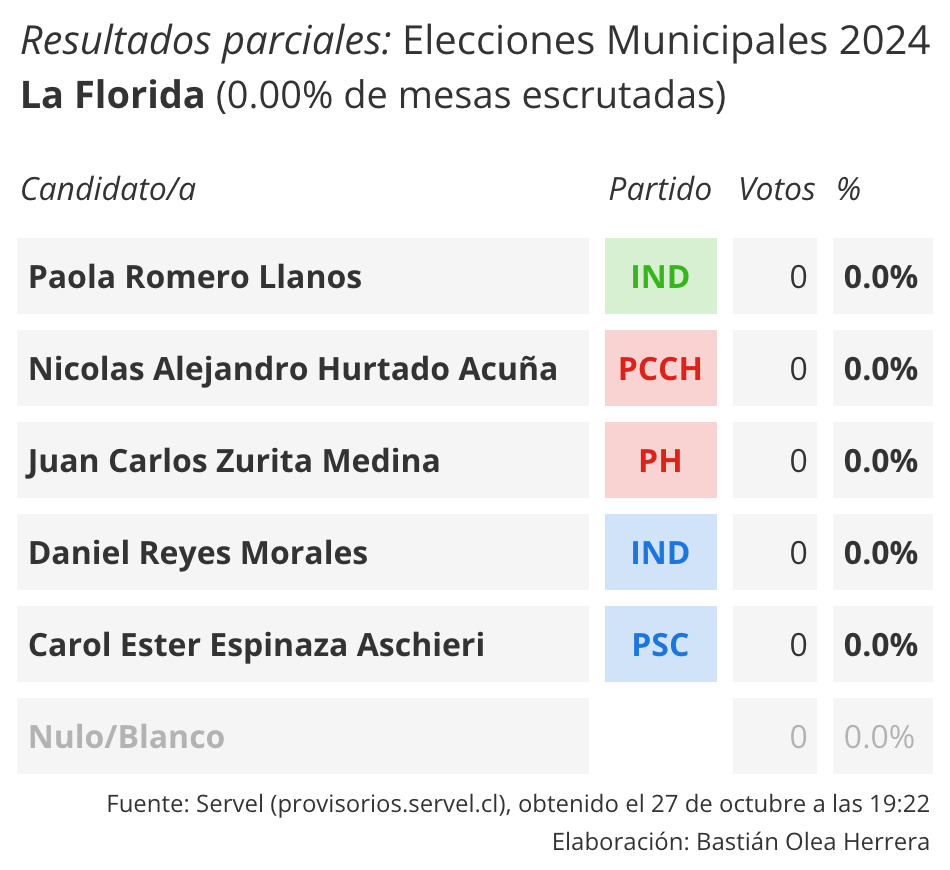 Resultados parciales: Elecciones Municipales 2024
La Florida (0.00% de mesas escrutadas)
Candidato/a Partido Votos %
Paola Romero Llanos IND 0 0.0%
Nicolas Alejandro Hurtado Acuña PCCH 0 0.0%
Juan Carlos Zurita Medina PH 0 0.0%
Daniel Reyes Morales IND 0 0.0%
Carol Ester Espinaza Aschieri PSC 0 0.0%
Nulo/Blanco 0 0.0%
Fuente: Servel (provisorios.servel.cl), obtenido el 27 de octubre a las 19:22
Elaboración: Bastián Olea Herrera